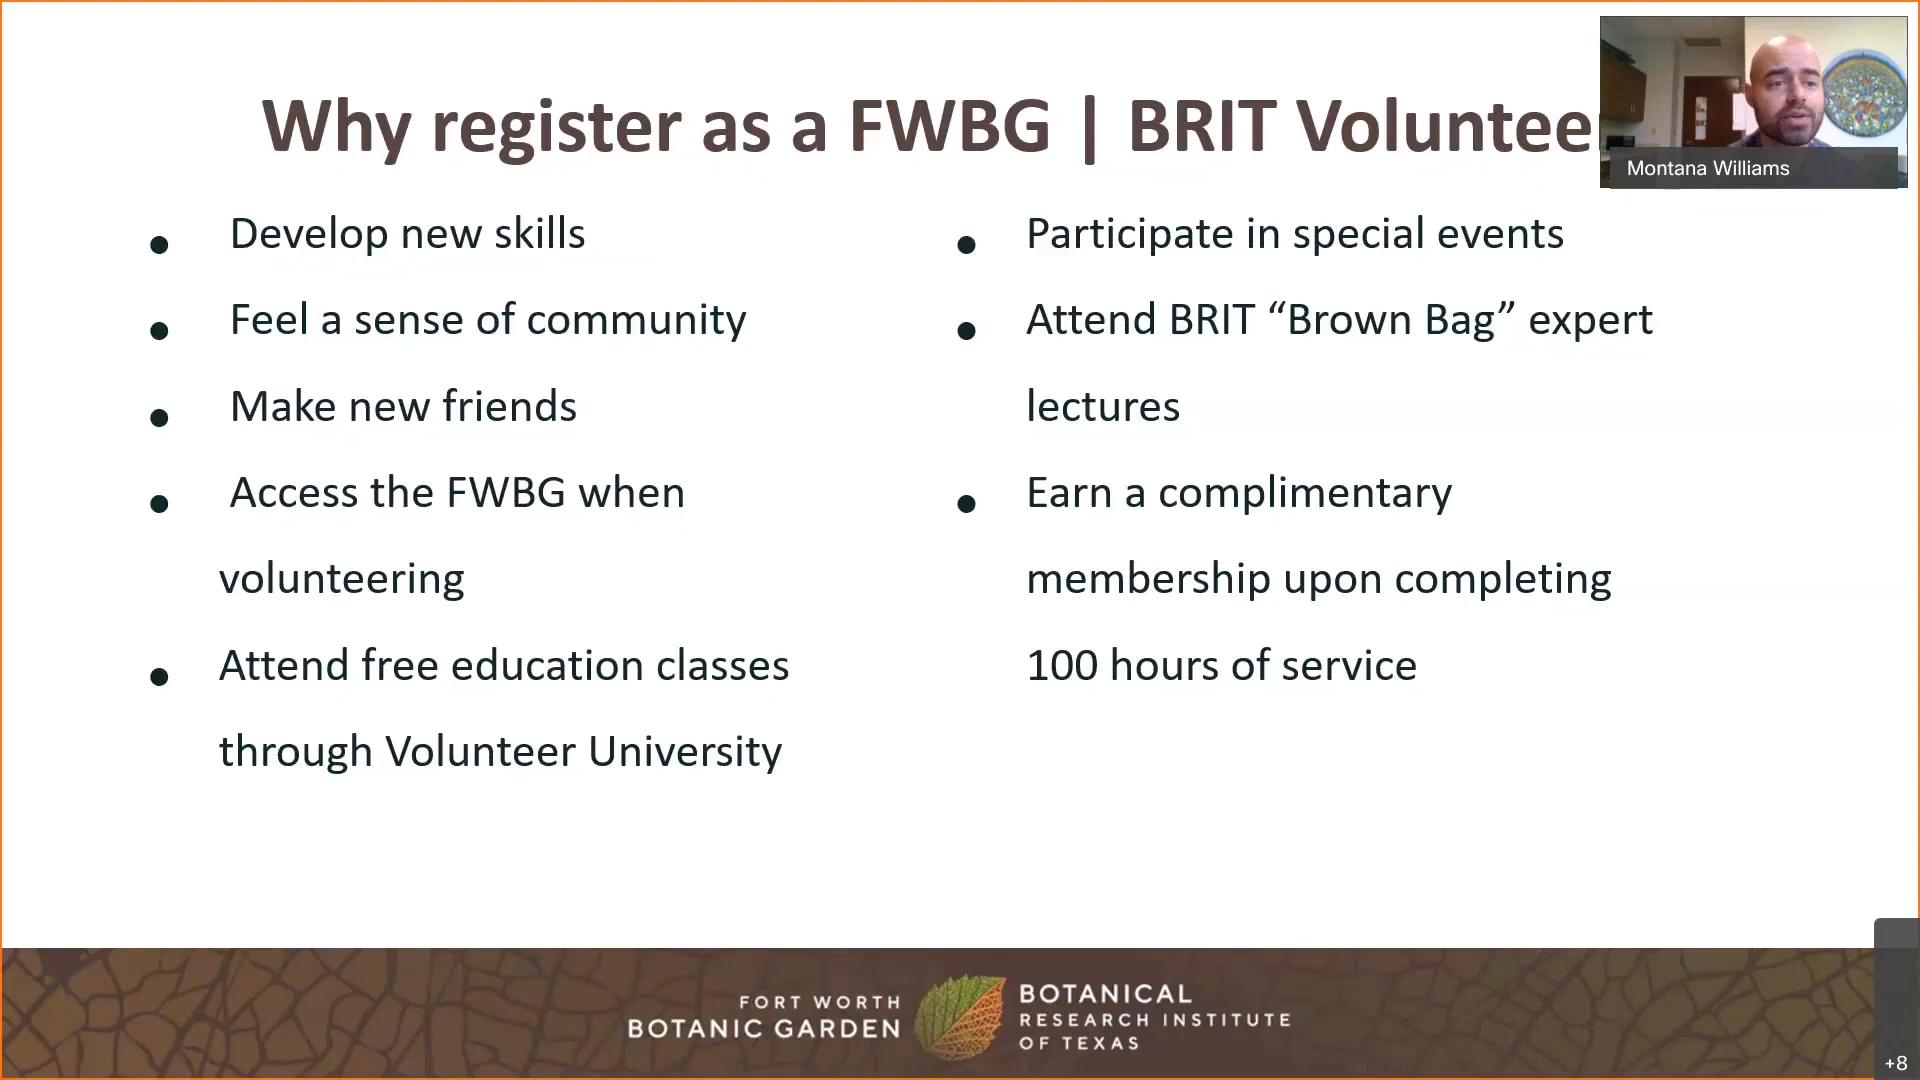 Why register as a FWBG | BRIT Voluntee
Montana Williams
• Develop new skills
• Feel a sense of community
• Make new friends
• Access the FWBG when
volunteering
• Attend free education classes
through Volunteer University
• Participate in special events
• Attend BRIT “Brown Bag” expert
lectures
• Earn a complimentary
membership upon completing
100 hours of service
FORT WORTH
BOTANIC GARDEN
BOTANICAL
RESEARCH INSTITUTE
OF TEXAS
+8